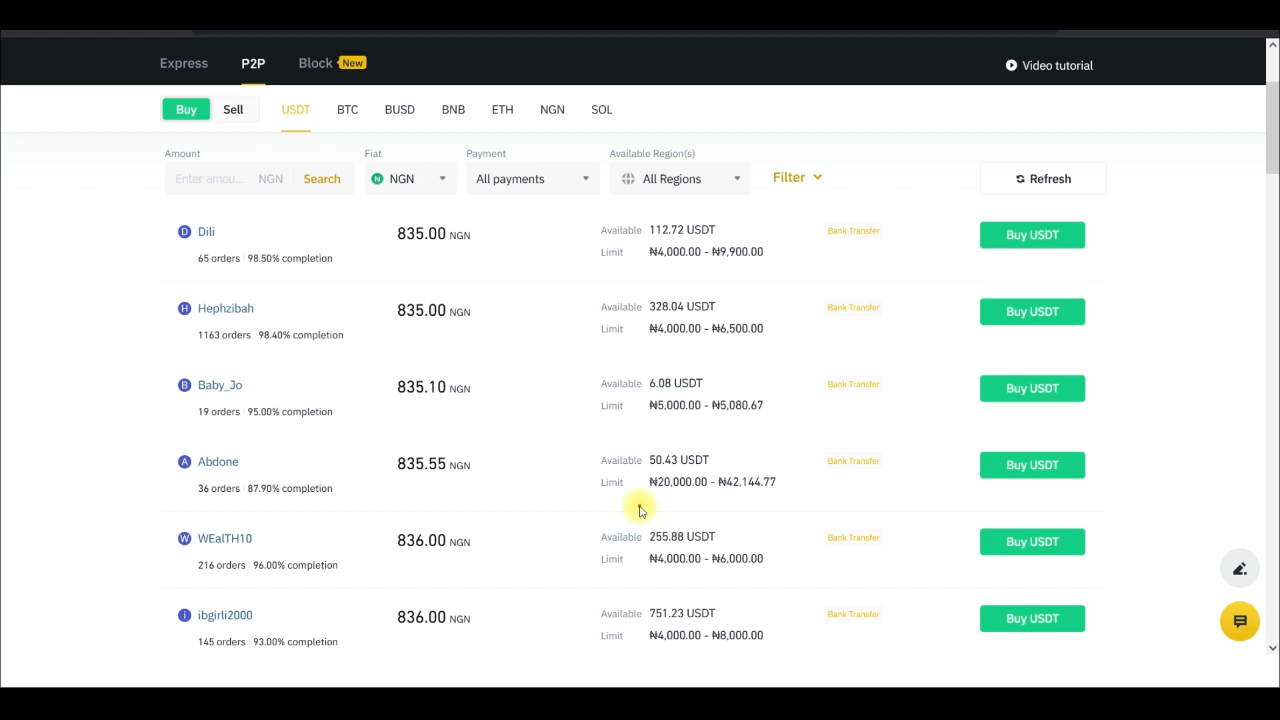 Express P2P Block New Video tutorial
Buy Sell USDT BTC BUSD BNB ETH NGN SOL
Amount Fiat Payment Available Region(s)
Enter amou... NGN Search N NGN All payments All Regions Filter Refresh
D Dili 835.00 NGN Available 112.72 USDT Bank Transfer Buy USDT
65 orders 98.50% completion Limit ₦4,000.00 - ₦9,900.00
H Hephzibah 835.00 NGN Available 328.04 USDT Bank Transfer Buy USDT
1163 orders 98.40% completion Limit ₦4,000.00 - ₦6,500.00
B Baby_Jo 835.10 NGN Available 6.08 USDT Bank Transfer Buy USDT
19 orders 95.00% completion Limit ₦5,000.00 - ₦5,080.67
A Abdone 835.55 NGN Available 50.43 USDT Bank Transfer Buy USDT
36 orders 87.90% completion Limit ₦20,000.00 - ₦42,144.77
W WEalTH10 836.00 NGN Available 255.88 USDT Bank Transfer Buy USDT
216 orders 96.00% completion Limit ₦4,000.00 - ₦6,000.00
i ibgirli2000 836.00 NGN Available 751.23 USDT Bank Transfer Buy USDT
145 orders 93.00% completion Limit ₦4,000.00 - ₦8,000.00